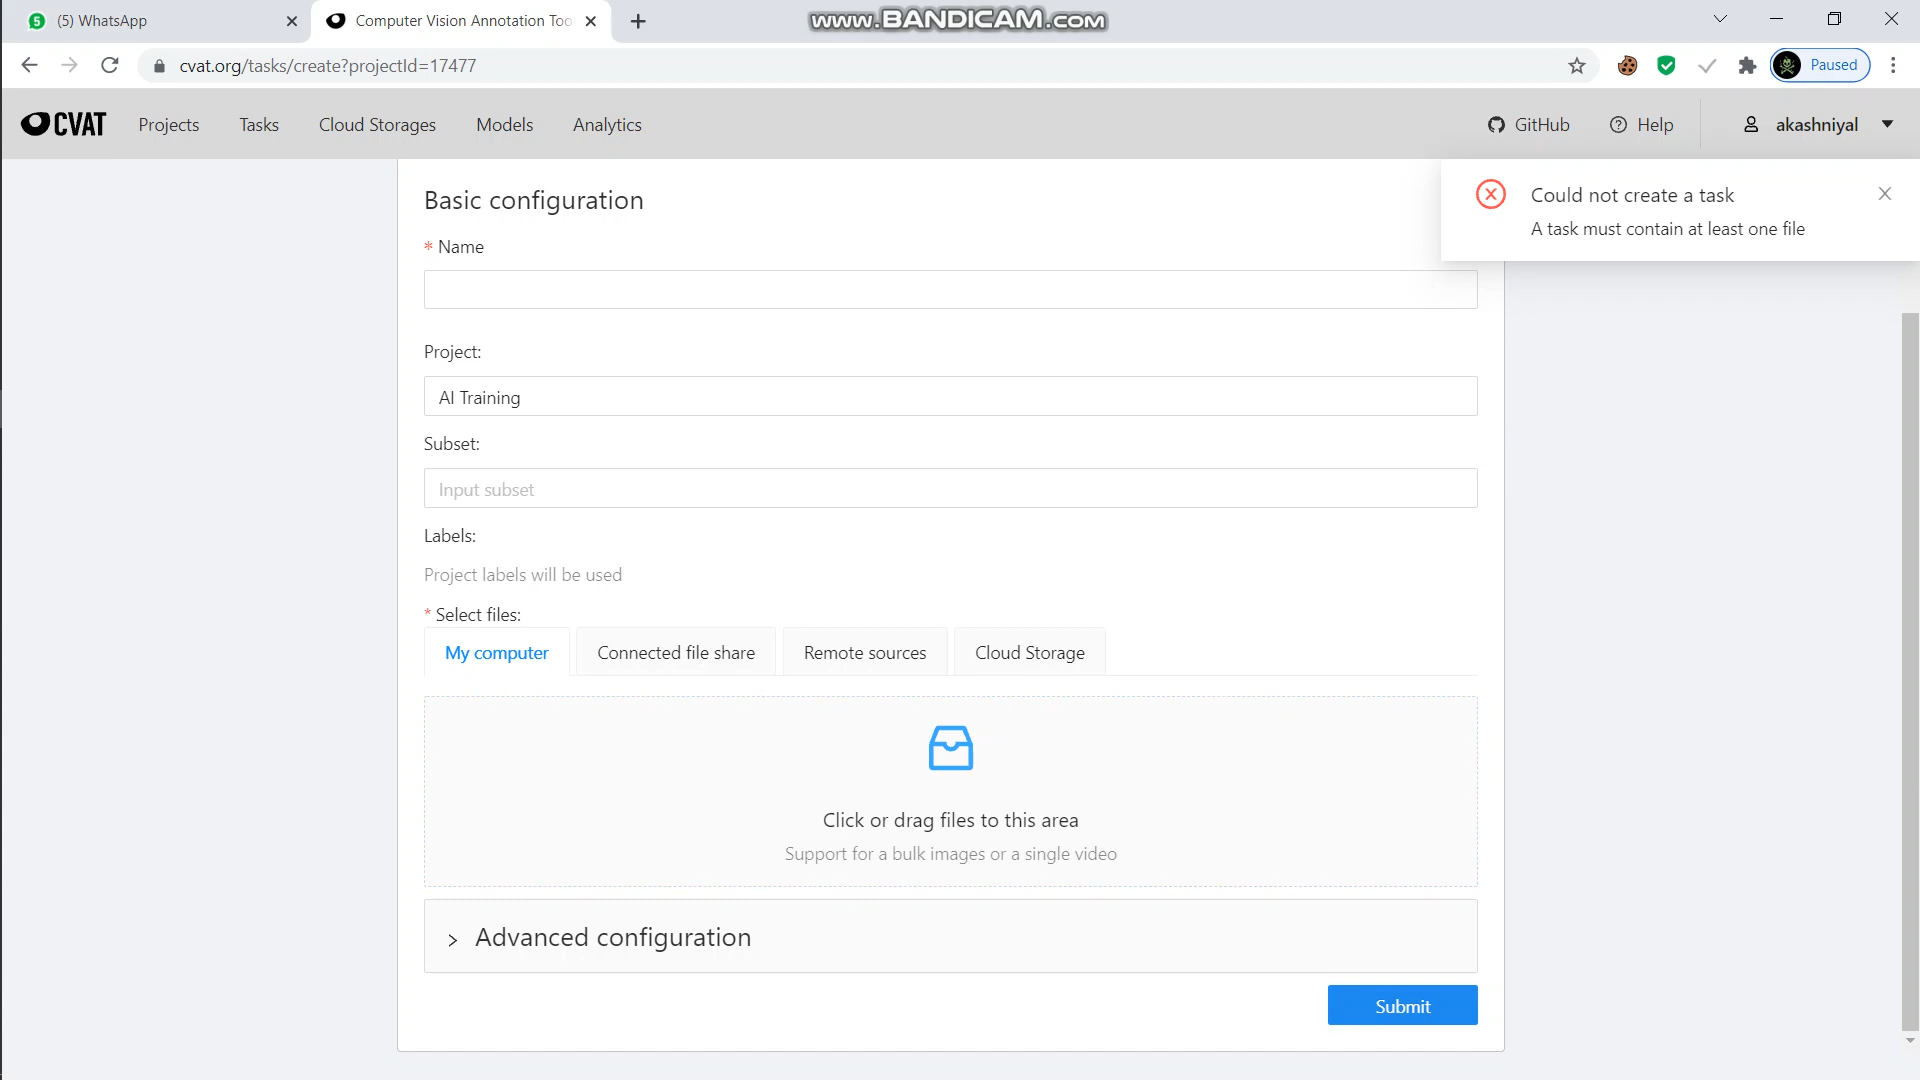 (5) WhatsApp
Computer Vision Annotation Too
www.BANDICAM.com
cvat.org/tasks/create?projectId=17477
Paused
CVAT
Projects
Tasks
Cloud Storages
Models
Analytics
GitHub
Help
akashniyal
Could not create a task
A task must contain at least one file
Basic configuration
* Name
Project:
AI Training
Subset:
Input subset
Labels:
Project labels will be used
* Select files:
My computer
Connected file share
Remote sources
Cloud Storage
Click or drag files to this area
Support for a bulk images or a single video
Advanced configuration
Submit